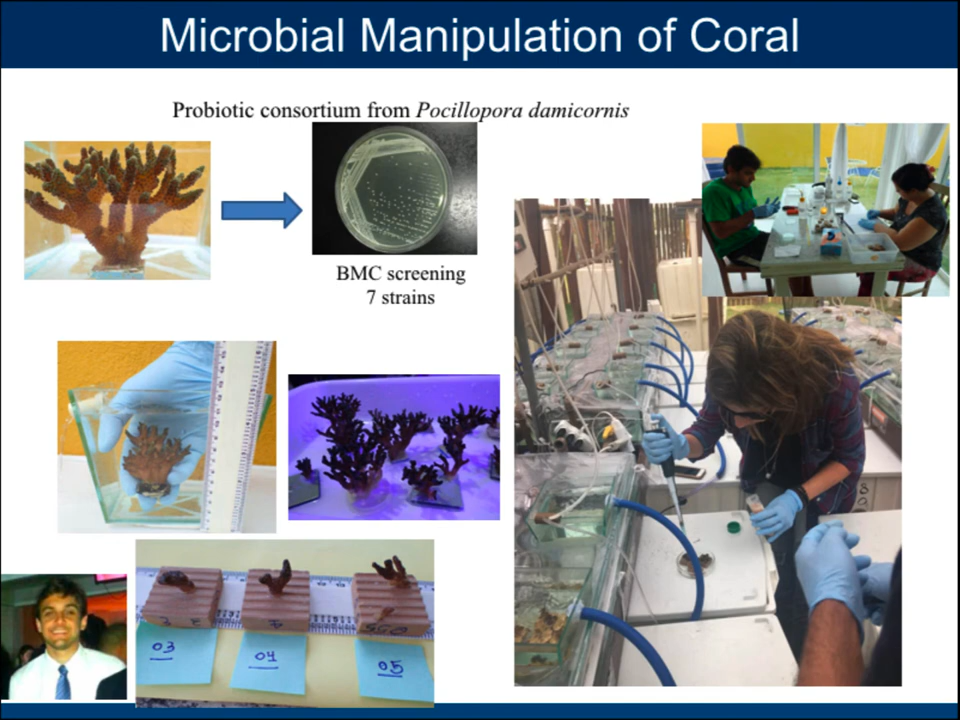 Microbial Manipulation of Coral
Probiotic consortium from Pocillopora damicornis
BMC screening
7 strains
03
04
05